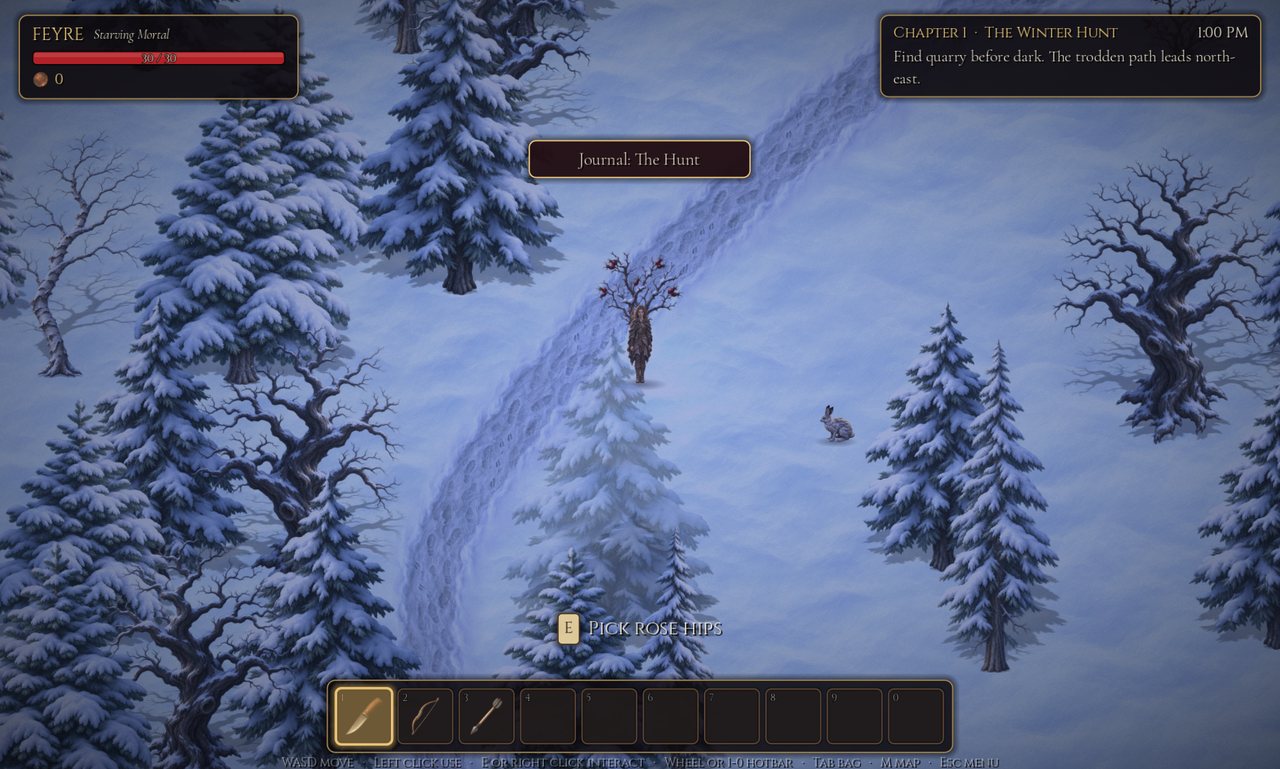 FEYRE Starving Mortal
30 / 30
0
CHAPTER 1 · THE WINTER HUNT 1:00 PM
Find quarry before dark. The trodden path leads north-
east.
Journal: The Hunt
E PICK ROSE HIPS
1 2 3 4 5 6 7 8 9 0
WASD MOVE · LEFT CLICK USE · E OR RIGHT CLICK INTERACT · WHEEL OR 1-0 HOTBAR · TAB BAG · M MAP · ESC MENU